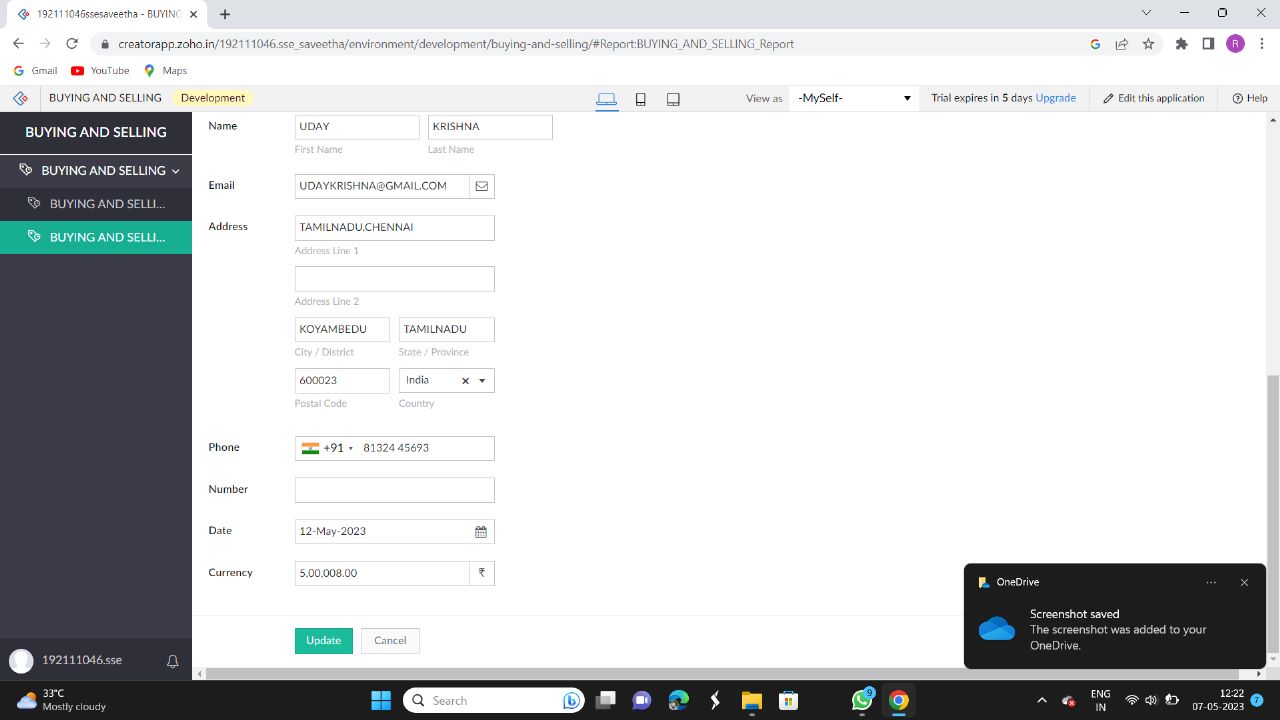 192111046ssesaveetha - BUYING
creatorapp.zoho.in/192111046.sse_saveetha/environment/development/buying-and-selling/#Report:BUYING_AND_SELLING_Report
R
Gmail YouTube Maps
BUYING AND SELLING Development View as -MySelf- Trial expires in 5 days Upgrade Edit this application Help
BUYING AND SELLING
BUYING AND SELLING
BUYING AND SELLI...
BUYING AND SELLI...
192111046.sse
Name UDAY KRISHNA
First Name Last Name
Email UDAYKRISHNA@GMAIL.COM
Address TAMILNADU,CHENNAI
Address Line 1
Address Line 2
KOYAMBEDU TAMILNADU
City / District State / Province
600023 India
Postal Code Country
Phone +91 81324 45693
Number
Date 12-May-2023
Currency 5,00,008.00 ₹
Update Cancel
OneDrive
Screenshot saved
The screenshot was added to your
OneDrive.
33°C
Mostly cloudy
Search
9
ENG
IN
12:22
07-05-2023
7